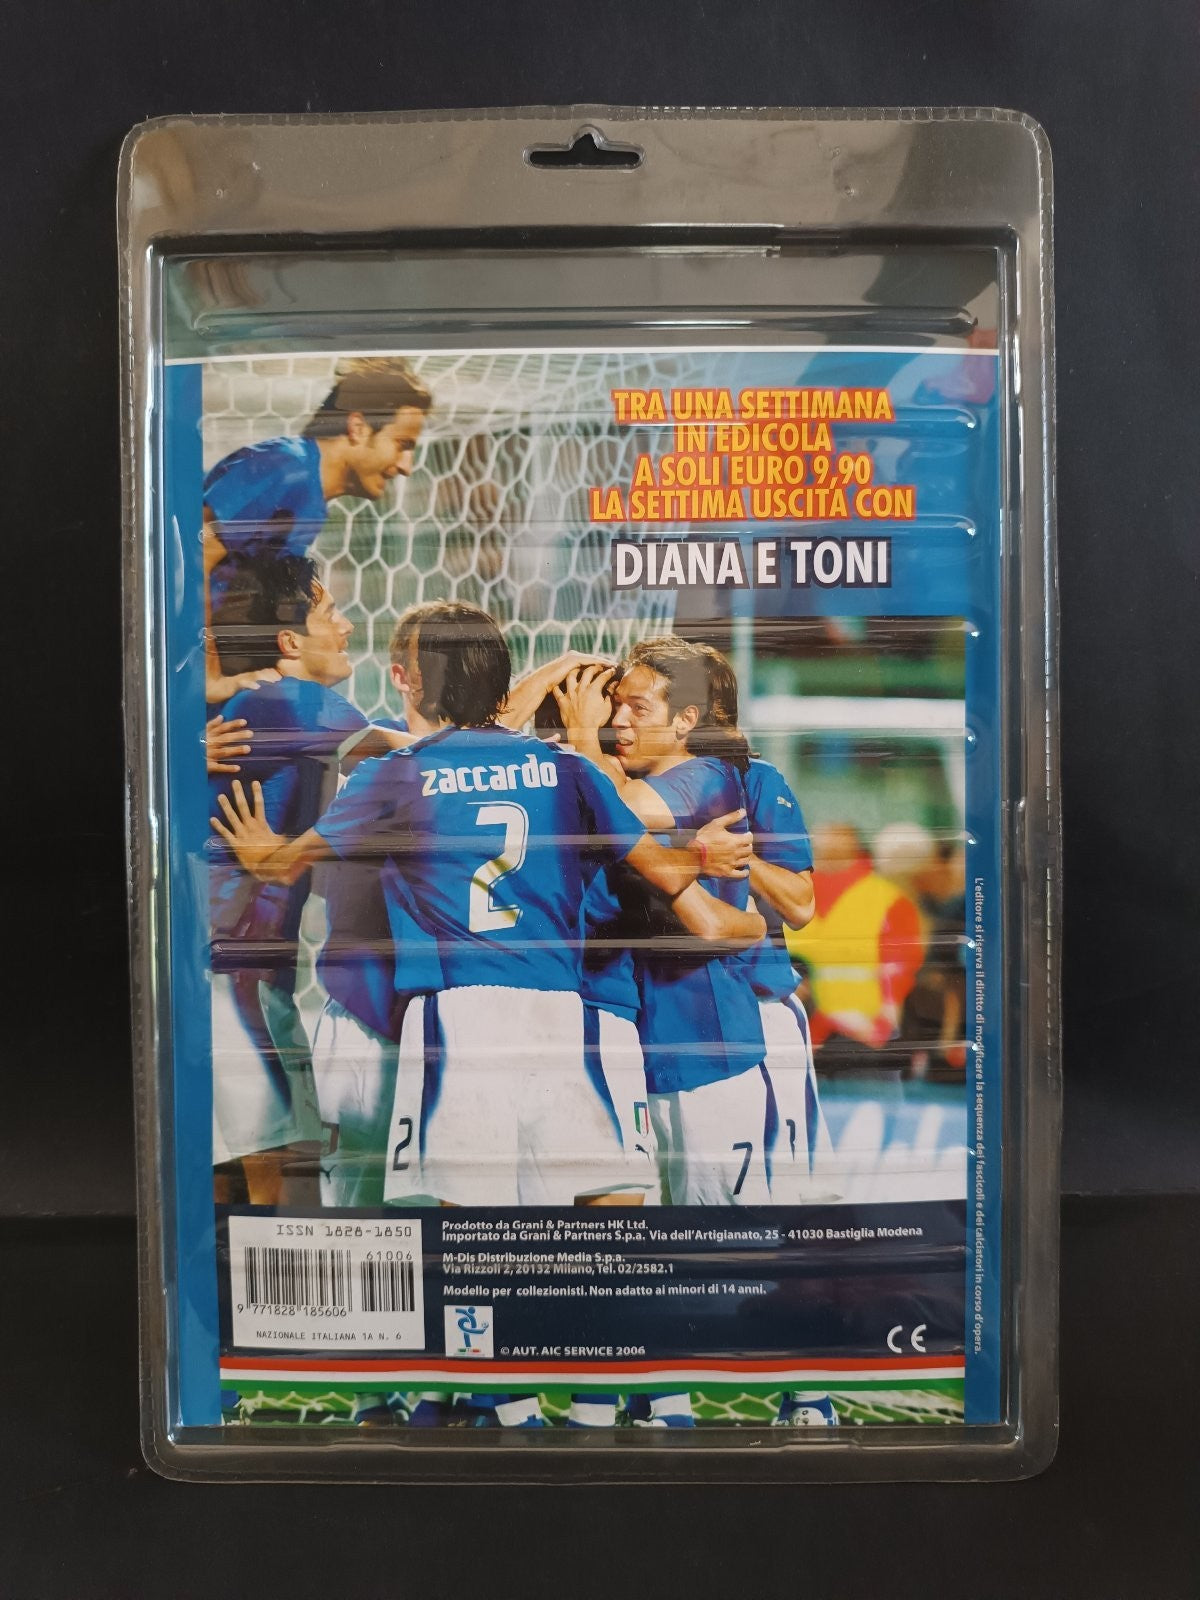 TRA UNA SETTIMANA
IN EDICOLA
A SOLI EURO 9,90
LA SETTIMA USCITA CON
DIANA E TONI
zaccardo
2
2
7
L'editore si riserva il diritto di modificare la sequenza dei fascicoli e dei calciatori in corso d'opera.
ISSN 1828-1850
61006
9 771828 185606
NAZIONALE ITALIANA 1A N. 6
Prodotto da Grani & Partners HK Ltd.
Importato da Grani & Partners S.p.a. Via dell'Artigianato, 25 - 41030 Bastiglia Modena
M-Dis Distribuzione Media S.p.a.
Via Rizzoli 2, 20132 Milano, Tel. 02/2582.1
Modello per collezionisti. Non adatto ai minori di 14 anni.
© AUT. AIC SERVICE 2006
CE